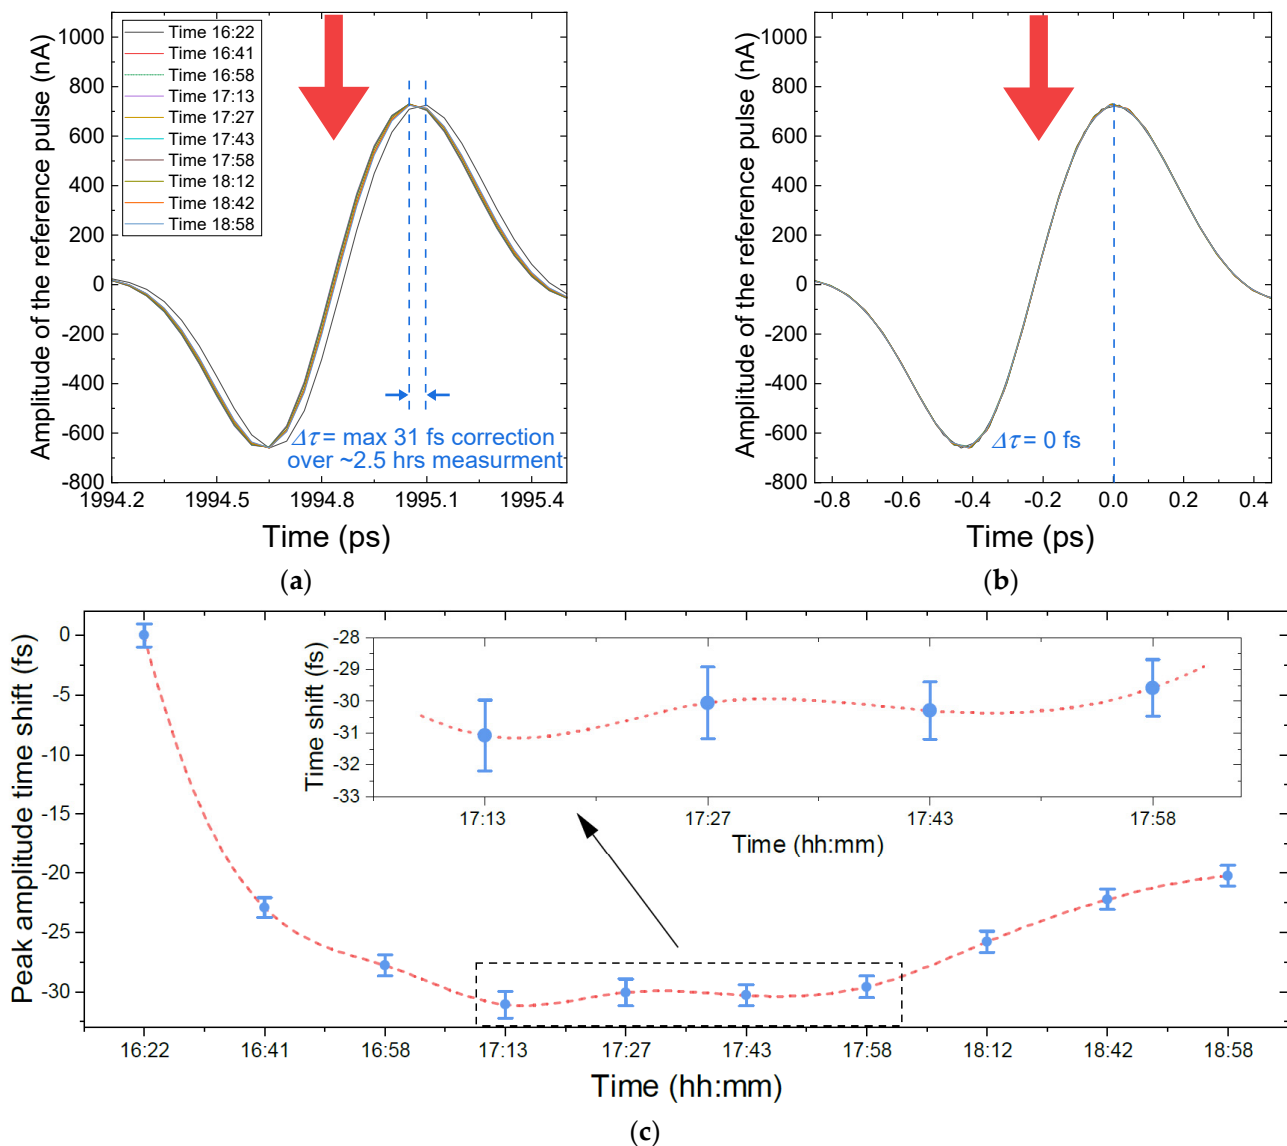 Amplitude of the reference pulse (nA)
1000
800
600
400
200
0
-200
-400
-600
-800
Time 16:22
Time 16:41
Time 16:58
Time 17:13
Time 17:27
Time 17:43
Time 17:58
Time 18:12
Time 18:42
Time 18:58
Δτ = max 31 fs correction
over ~2.5 hrs measurment
1994.2 1994.5 1994.8 1995.1 1995.4
Time (ps)
(a)
Amplitude of the reference pulse (nA)
1000
800
600
400
200
0
-200
-400
-600
-800
Δτ = 0 fs
-0.8 -0.6 -0.4 -0.2 0.0 0.2 0.4
Time (ps)
(b)
Peak amplitude time shift (fs)
0
-5
-10
-15
-20
-25
-30
Time shift (fs)
-28
-29
-30
-31
-32
-33
17:13 17:27 17:43 17:58
Time (hh:mm)
16:22 16:41 16:58 17:13 17:27 17:43 17:58 18:12 18:42 18:58
Time (hh:mm)
(c)